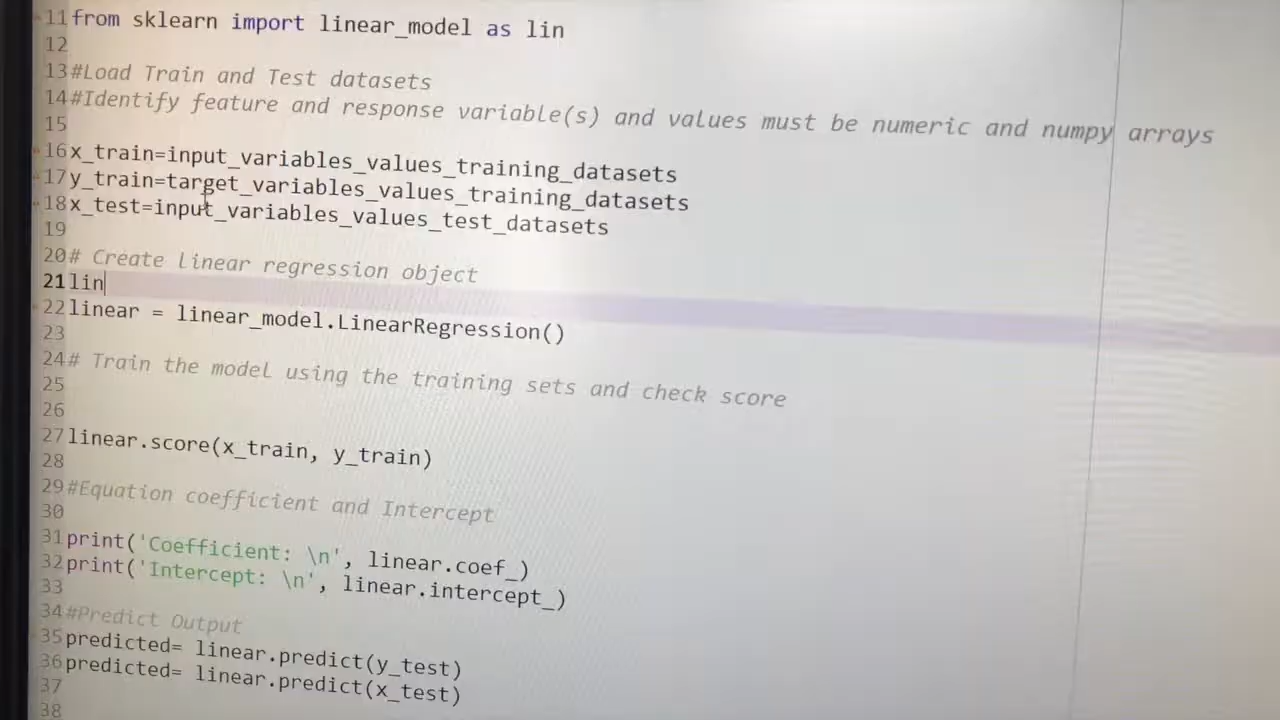 11from sklearn import linear_model as lin
12
13#Load Train and Test datasets
14#Identify feature and response variable(s) and values must be numeric and numpy arrays
15
16x_train=input_variables_values_training_datasets
17y_train=target_variables_values_training_datasets
18x_test=input_variables_values_test_datasets
19
20# Create linear regression object
21lin
22linear = linear_model.LinearRegression()
23
24# Train the model using the training sets and check score
25
26
27linear.score(x_train, y_train)
28
29#Equation coefficient and Intercept
30
31print('Coefficient: \n', linear.coef_)
32print('Intercept: \n', linear.intercept_)
33
34#Predict Output
35predicted= linear.predict(y_test)
36predicted= linear.predict(x_test)
37
38